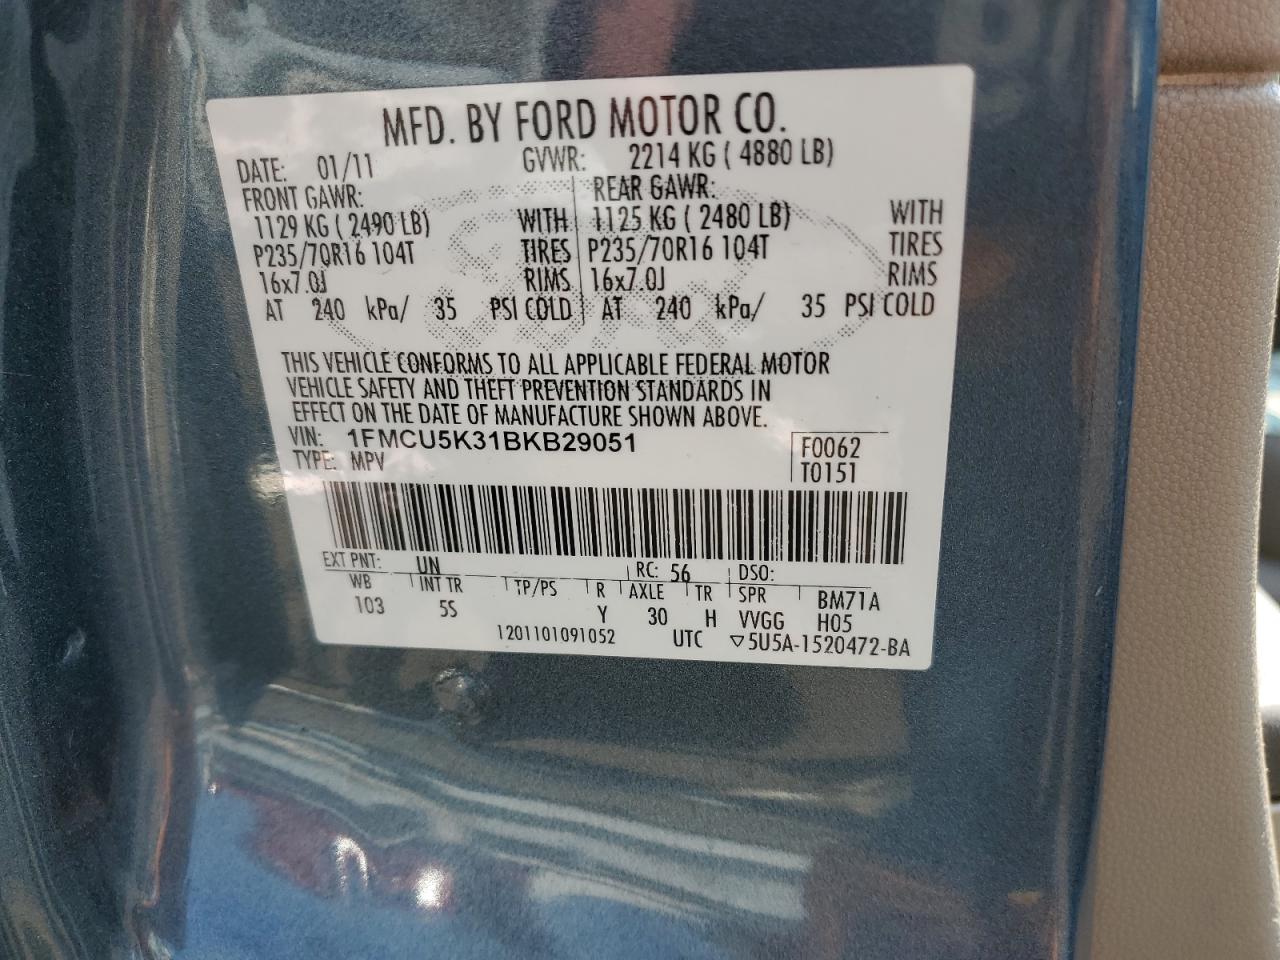 MFD. BY FORD MOTOR CO.
DATE: 01/11 GVWR: 2214 KG ( 4880 LB)
FRONT GAWR: REAR GAWR:
1129 KG ( 2490 LB) WITH 1125 KG ( 2480 LB) WITH
P235/70R16 104T TIRES P235/70R16 104T TIRES
16x7.0J RIMS 16x7.0J RIMS
AT 240 kPa/ 35 PSI COLD AT 240 kPa/ 35 PSI COLD
THIS VEHICLE CONFORMS TO ALL APPLICABLE FEDERAL MOTOR
VEHICLE SAFETY AND THEFT PREVENTION STANDARDS IN
EFFECT ON THE DATE OF MANUFACTURE SHOWN ABOVE.
VIN: 1FMCU5K31BKB29051
TYPE: MPV
F0062
T0151
EXT PNT: UN RC: 56 DSO:
WB INT TR TP/PS R AXLE TR SPR BM71A
103 5S Y 30 H VVGG H05
1201101091052 UTC ▽5U5A-1520472-BA